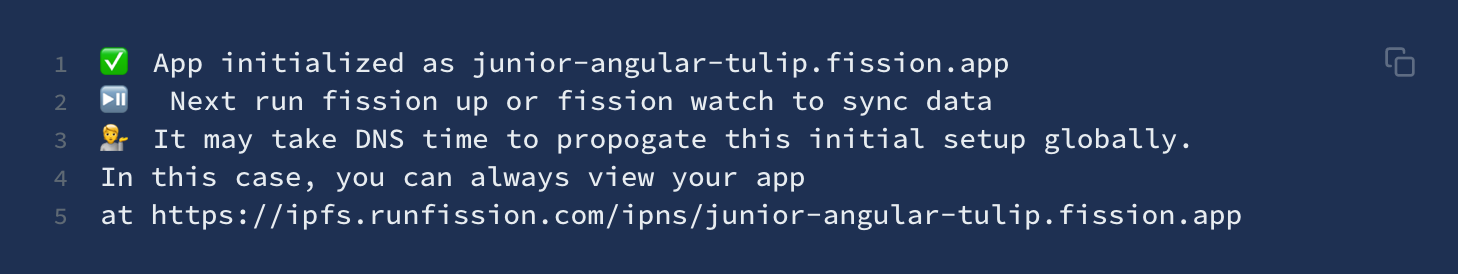 1 ✅ App initialized as junior-angular-tulip.fission.app
2 ⏯️ Next run fission up or fission watch to sync data
3 💁 It may take DNS time to propogate this initial setup globally.
4 In this case, you can always view your app
5 at https://ipfs.runfission.com/ipns/junior-angular-tulip.fission.app